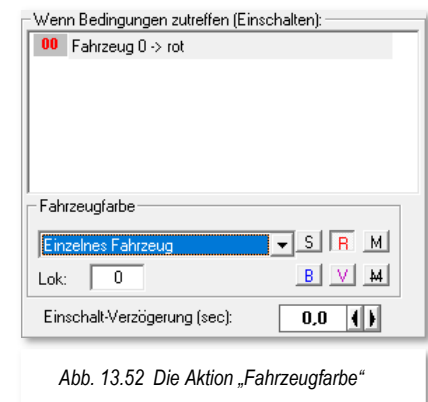 Wenn Bedingungen zutreffen (Einschalten):
00 Fahrzeug 0 -> rot
Fahrzeugfarbe
Einzelnes Fahrzeug S R M
Lok: 0 B V M
Einschalt-Verzögerung (sec): 0,0
Abb. 13.52 Die Aktion „Fahrzeugfarbe“